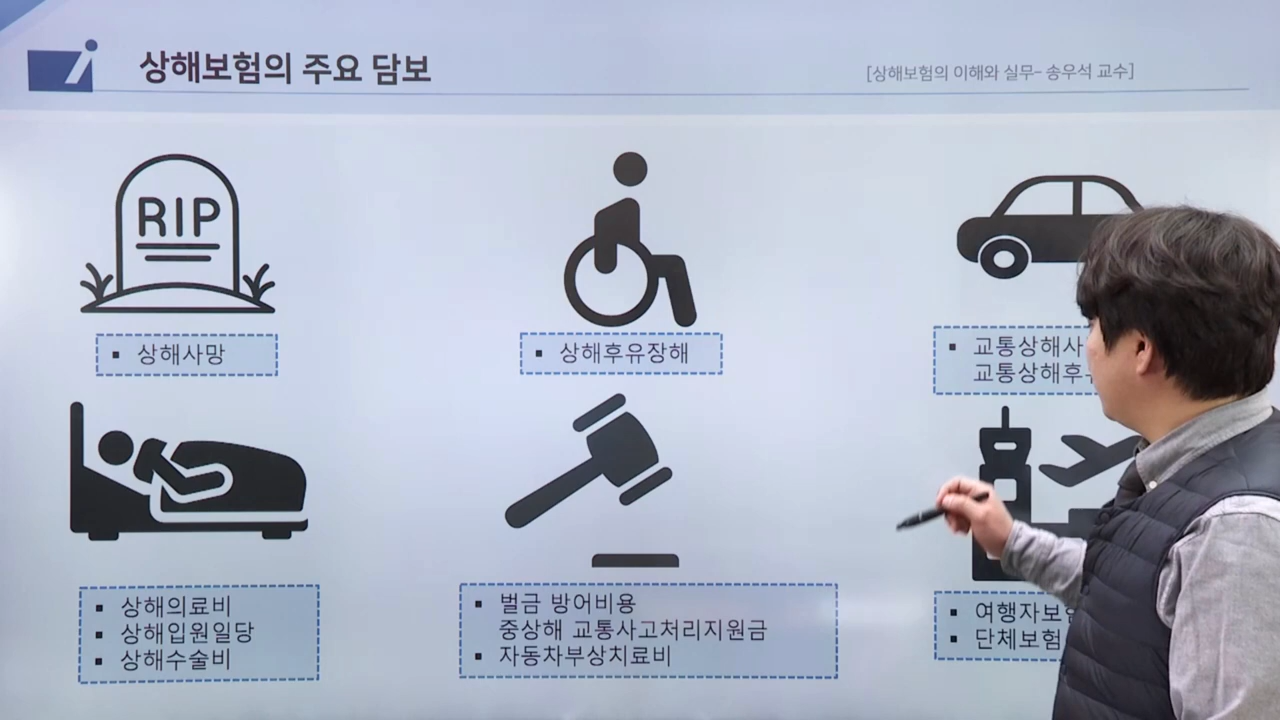 상해보험의 주요 담보
[상해보험의 이해와 실무- 송우석 교수]
RIP
▪ 상해사망
▪ 상해후유장해
▪ 교통상해사
교통상해후
▪ 상해의료비
▪ 상해입원일당
▪ 상해수술비
▪ 벌금 방어비용
중상해 교통사고처리지원금
▪ 자동차부상치료비
▪ 여행자보
▪ 단체보험